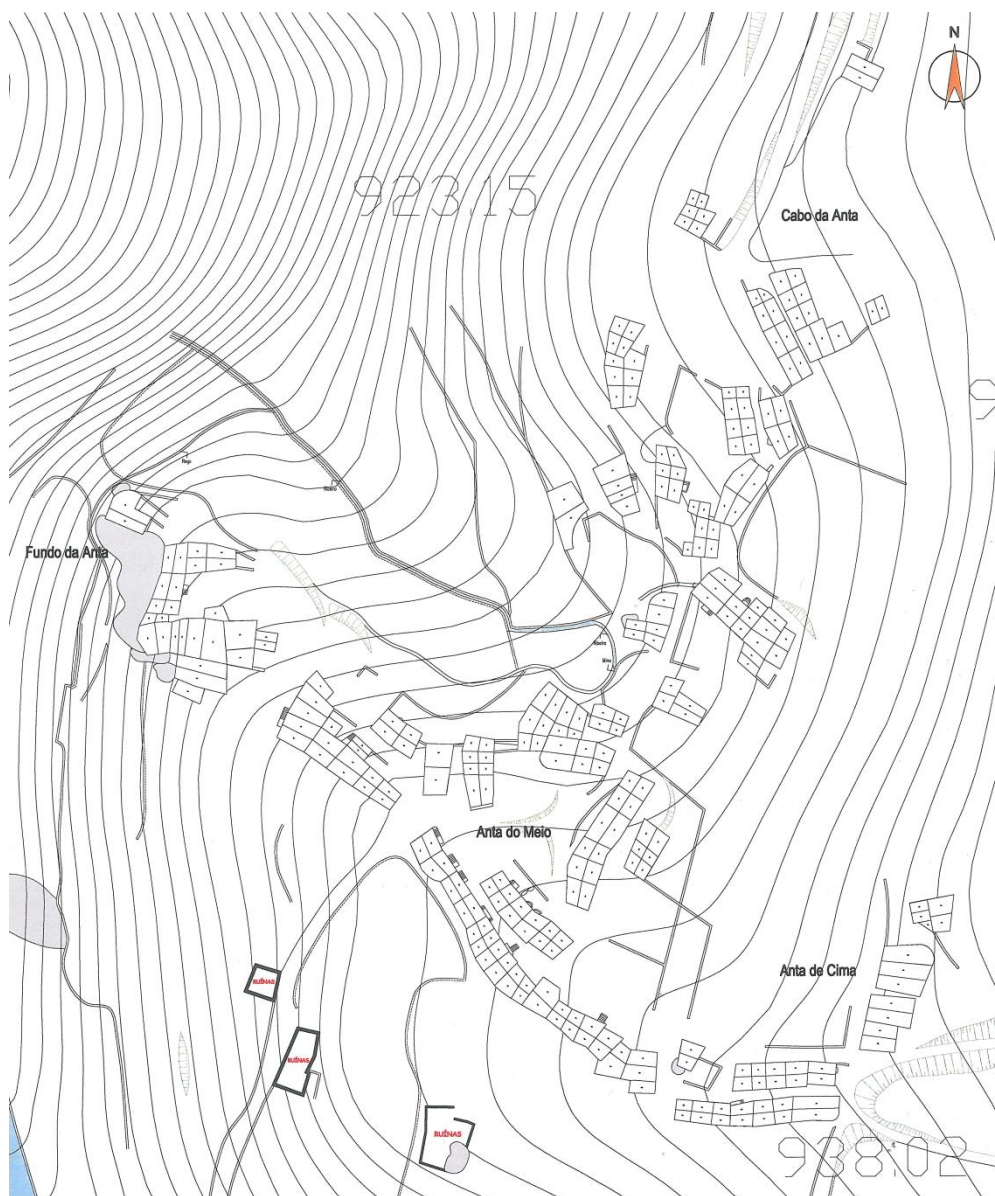 N
923.15
Cabo da Anta
Fundo da Anta
Anta do Meio
Anta de Cima
RUÍNAS
RUÍNAS
RUÍNAS
938.02